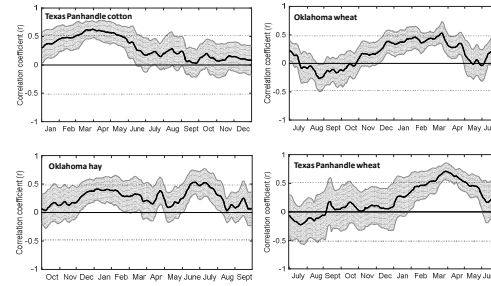 Texas Panhandle cotton
Correlation coefficient (r)
1
0.5
0
-0.5
-1
Jan Feb Mar Apr May June July Aug Sept Oct Nov Dec
Oklahoma wheat
Correlation coefficient (r)
1
0.5
0
-0.5
-1
July Aug Sept Oct Nov Dec Jan Feb Mar Apr May Ju
Oklahoma hay
Correlation coefficient (r)
1
0.5
0
-0.5
-1
Oct Nov Dec Jan Feb Mar Apr May June July Aug Sept
Texas Panhandle wheat
Correlation coefficient (r)
1
0.5
0
-0.5
-1
July Aug Sept Oct Nov Dec Jan Feb Mar Apr May Ju